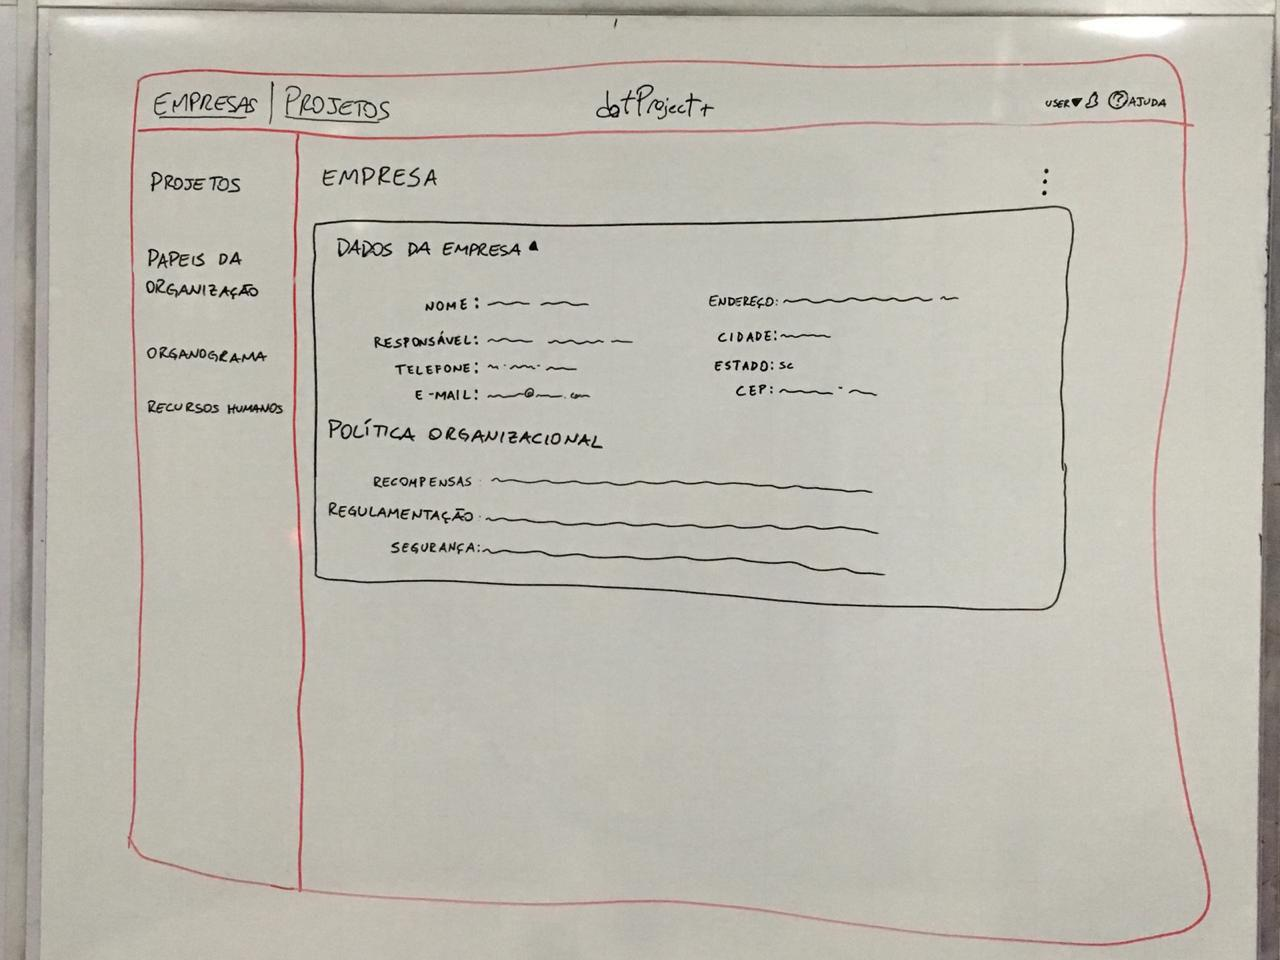 EMPRESAS | PROJETOS
dotProject+
USER ? AJUDA
PROJETOS
PAPEIS DA
ORGANIZAÇÃO
ORGANOGRAMA
RECURSOS HUMANOS
EMPRESA
DADOS DA EMPRESA
NOME:
RESPONSÁVEL:
TELEFONE:
E-MAIL: @ .com
ENDEREÇO:
CIDADE:
ESTADO: SC
CEP: -
POLÍTICA ORGANIZACIONAL
RECOMPENSAS
REGULAMENTAÇÃO
SEGURANÇA: